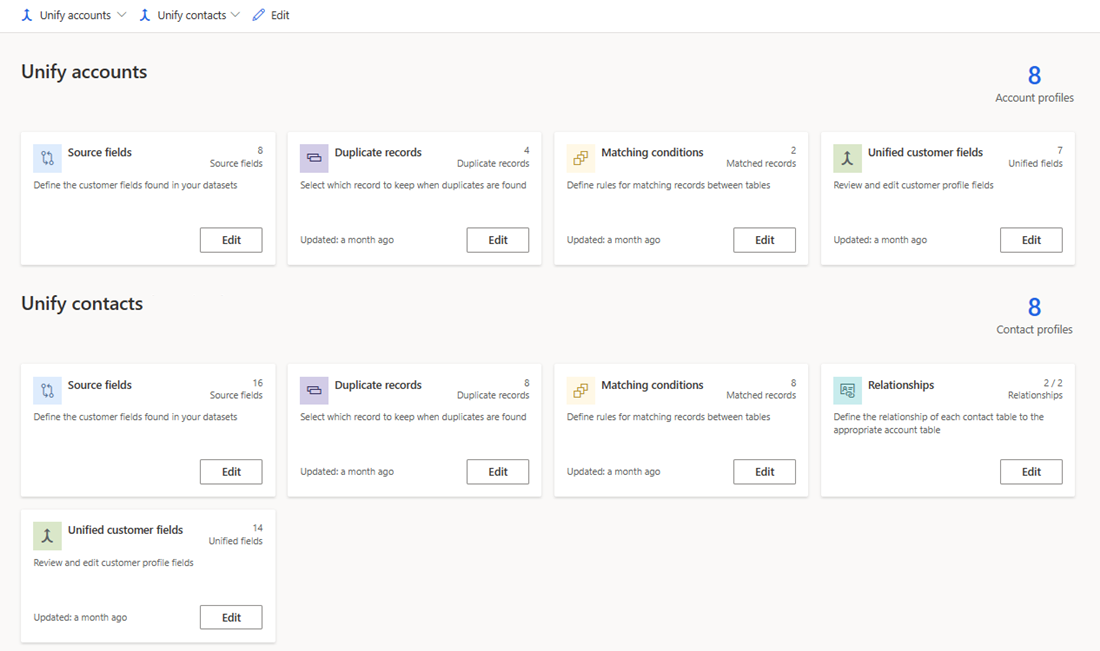 Unify accounts Unify contacts Edit
Unify accounts
8
Account profiles
Source fields
8
Source fields
Define the customer fields found in your datasets
Edit
Duplicate records
4
Duplicate records
Select which record to keep when duplicates are found
Updated: a month ago
Edit
Matching conditions
2
Matched records
Define rules for matching records between tables
Updated: a month ago
Edit
Unified customer fields
7
Unified fields
Review and edit customer profile fields
Updated: a month ago
Edit
Unify contacts
8
Contact profiles
Source fields
16
Source fields
Define the customer fields found in your datasets
Edit
Duplicate records
8
Duplicate records
Select which record to keep when duplicates are found
Updated: a month ago
Edit
Matching conditions
8
Matched records
Define rules for matching records between tables
Updated: a month ago
Edit
Relationships
2 / 2
Relationships
Define the relationship of each contact table to the
appropriate account table
Edit
Unified customer fields
14
Unified fields
Review and edit customer profile fields
Updated: a month ago
Edit